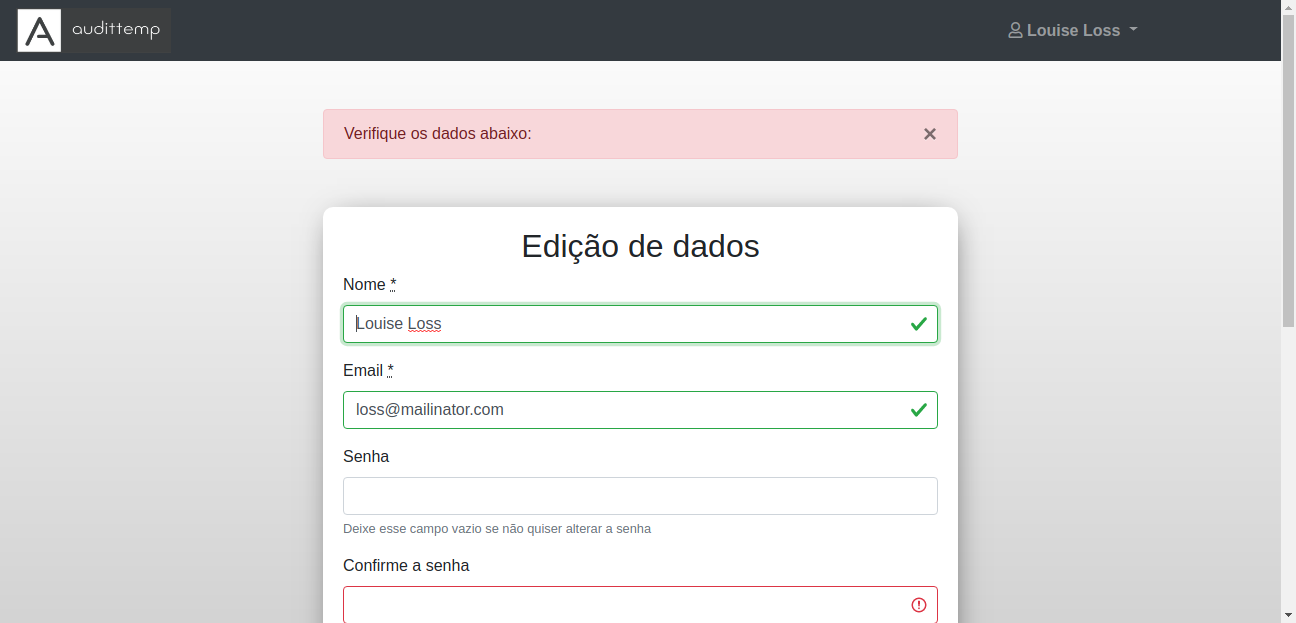 A audittemp
Louise Loss
Verifique os dados abaixo:
×
Edição de dados
Nome *
Louise Loss
Email *
loss@mailinator.com
Senha
Deixe esse campo vazio se não quiser alterar a senha
Confirme a senha